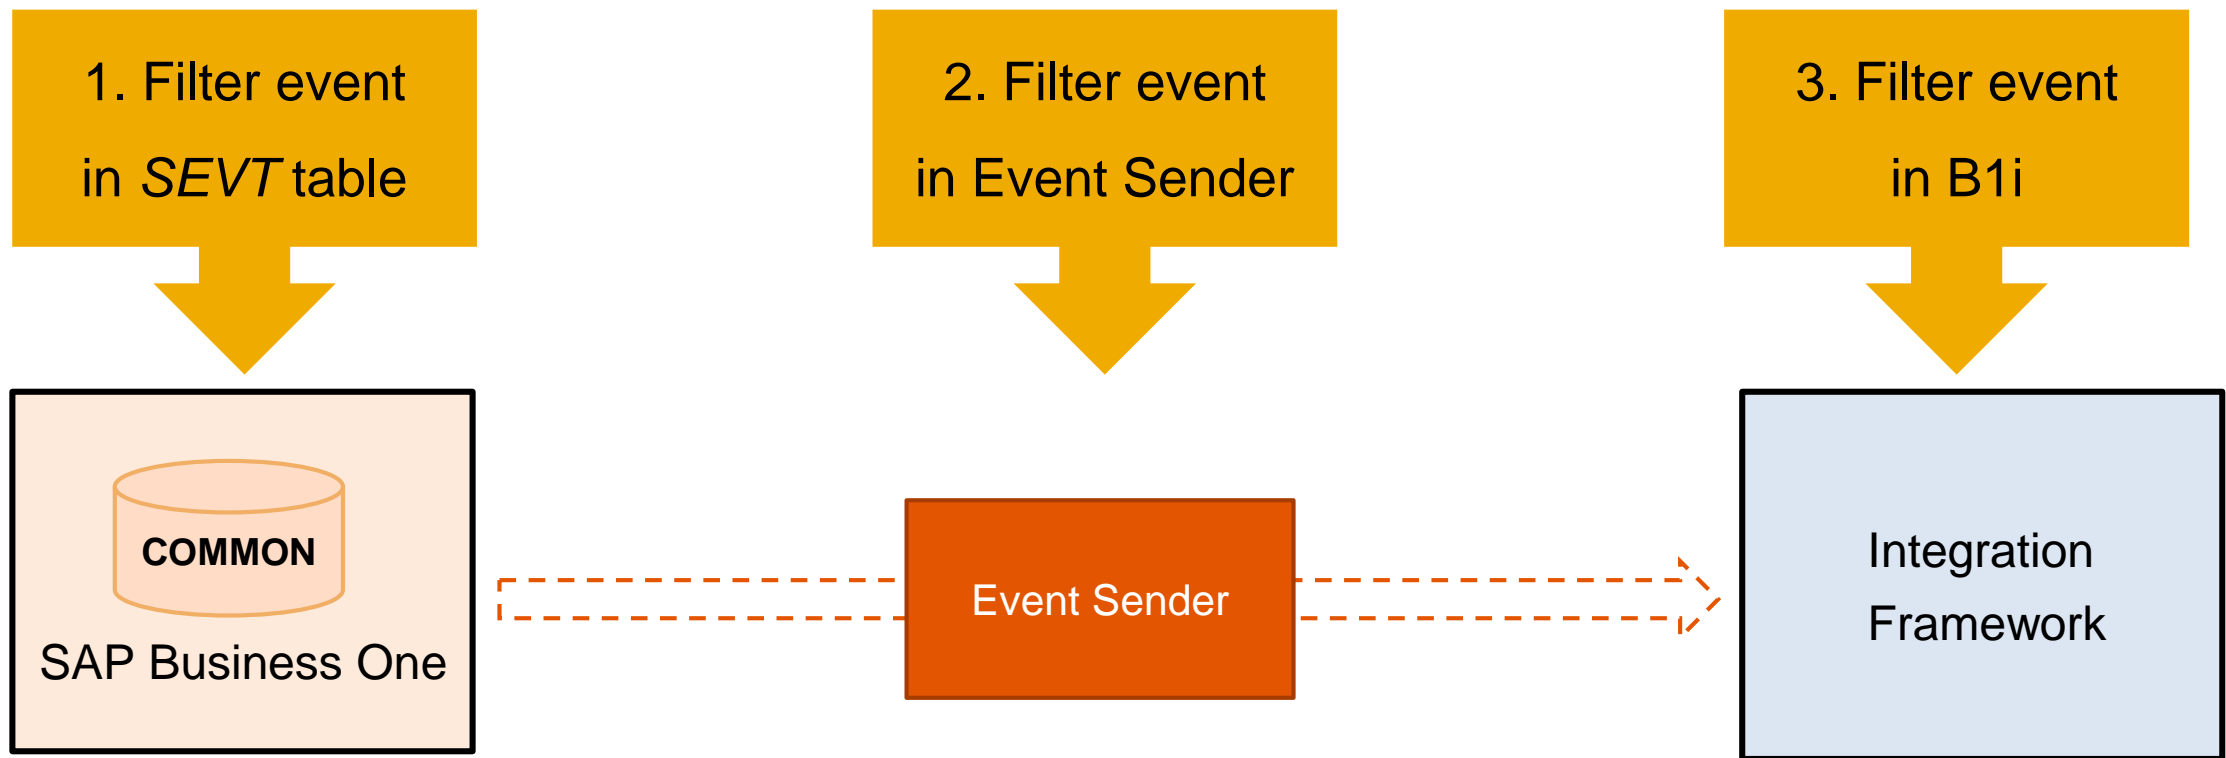 1. Filter event
in SEVT table
2. Filter event
in Event Sender
3. Filter event
in B1i
COMMON
SAP Business One
Event Sender
Integration
Framework